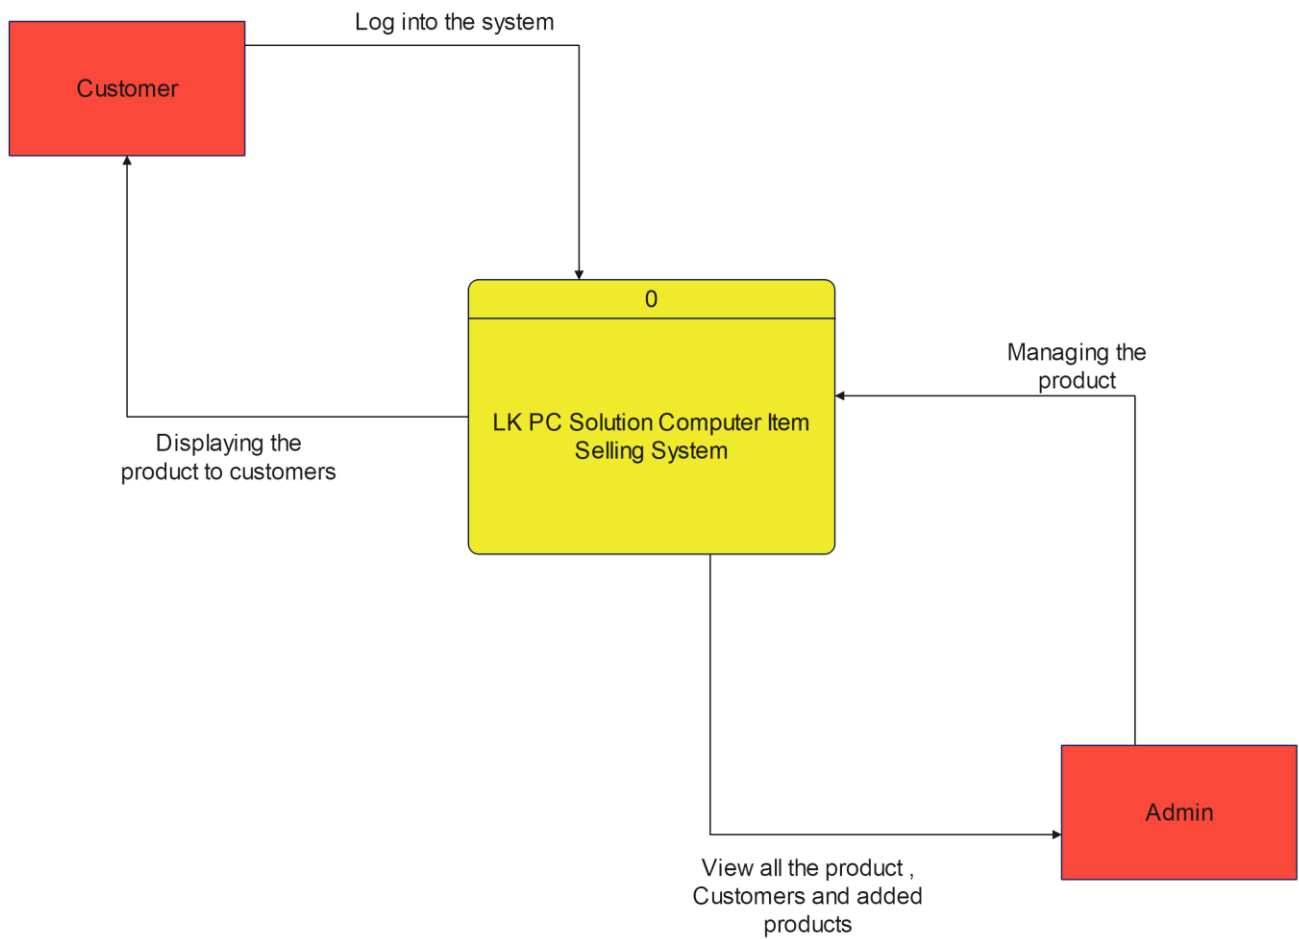 Log into the system
Customer
0
Managing the
product
LK PC Solution Computer Item
Selling System
Displaying the
product to customers
Admin
View all the product ,
Customers and added
products